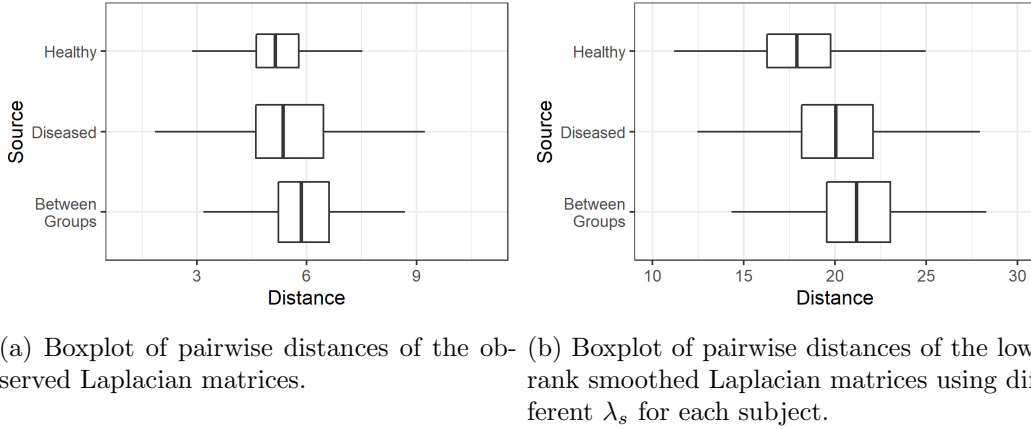 Healthy
Diseased
Between
Groups
Source
3 6 9
Distance
Healthy
Diseased
Between
Groups
Source
10 15 20 25 30
Distance
(a) Boxplot of pairwise distances of the ob-
served Laplacian matrices.
(b) Boxplot of pairwise distances of the low
rank smoothed Laplacian matrices using dif
ferent λs for each subject.